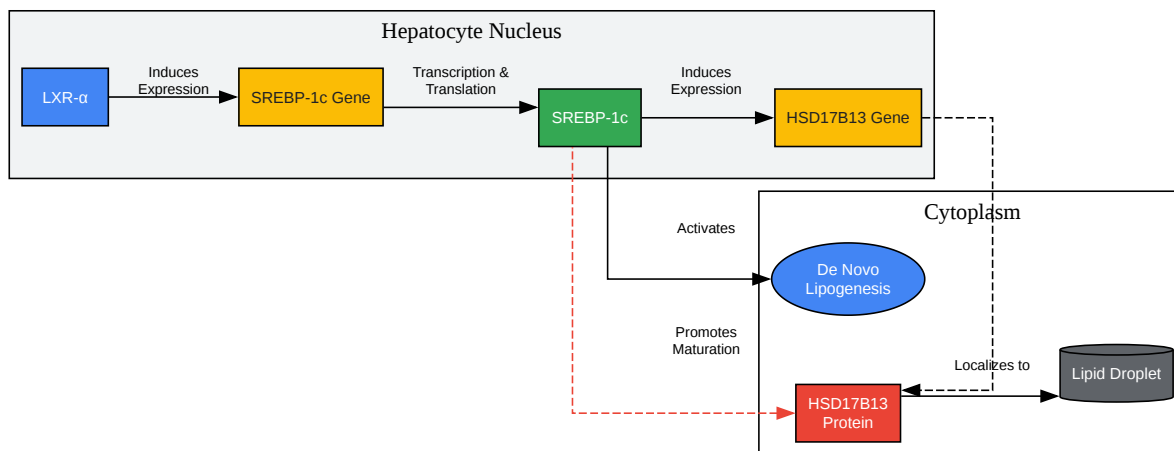 Hepatocyte Nucleus
LXR-α
Induces
Expression
SREBP-1c Gene
Transcription &
Translation
SREBP-1c
Induces
Expression
HSD17B13 Gene
Cytoplasm
Activates
De Novo
Lipogenesis
Promotes
Maturation
HSD17B13
Protein
Localizes to
Lipid Droplet